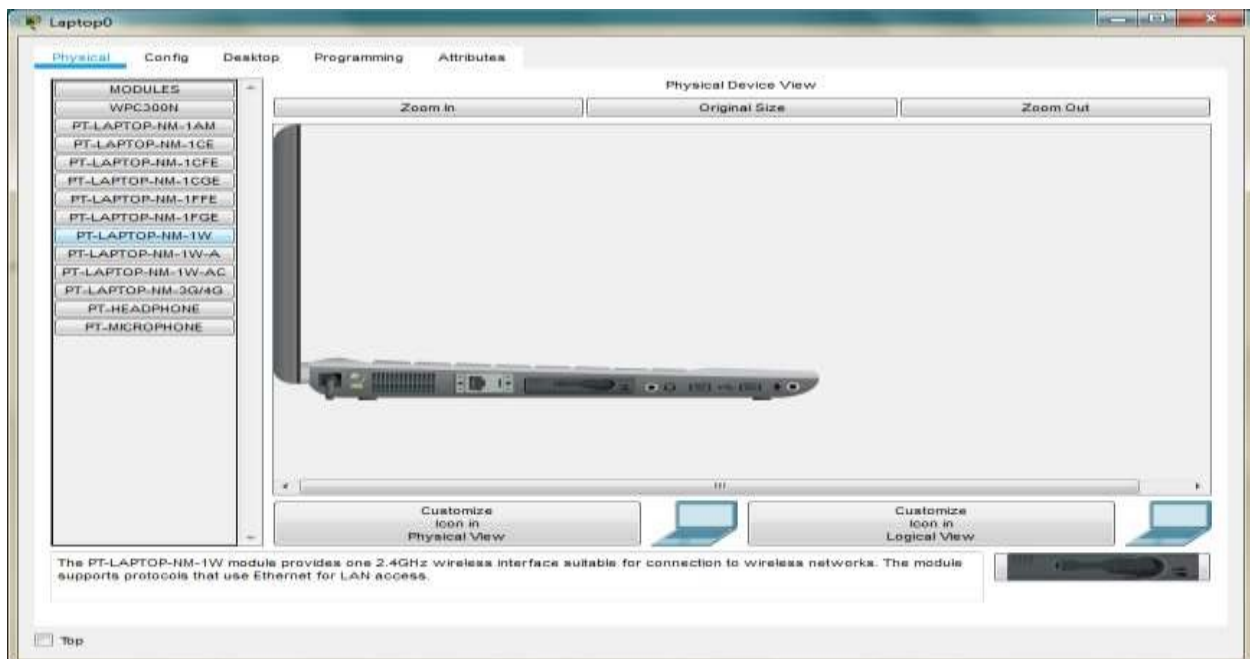 Laptop0
Physical Config Desktop Programming Attributes
MODULES
WPC300N
PT-LAPTOP-NM-1AM
PT-LAPTOP-NM-1CE
PT-LAPTOP-NM-1CFE
PT-LAPTOP-NM-1CGE
PT-LAPTOP-NM-1FFE
PT-LAPTOP-NM-1FGE
PT-LAPTOP-NM-1W
PT-LAPTOP-NM-1W-A
PT-LAPTOP-NM-1W-AC
PT-LAPTOP-NM-3G/4G
PT-HEADPHONE
PT-MICROPHONE
Physical Device View
Zoom In Original Size Zoom Out
Customize
Icon in
Physical View
Customize
Icon in
Logical View
The PT-LAPTOP-NM-1W module provides one 2.4GHz wireless interface suitable for connection to wireless networks. The module
supports protocols that use Ethernet for LAN access.
Top